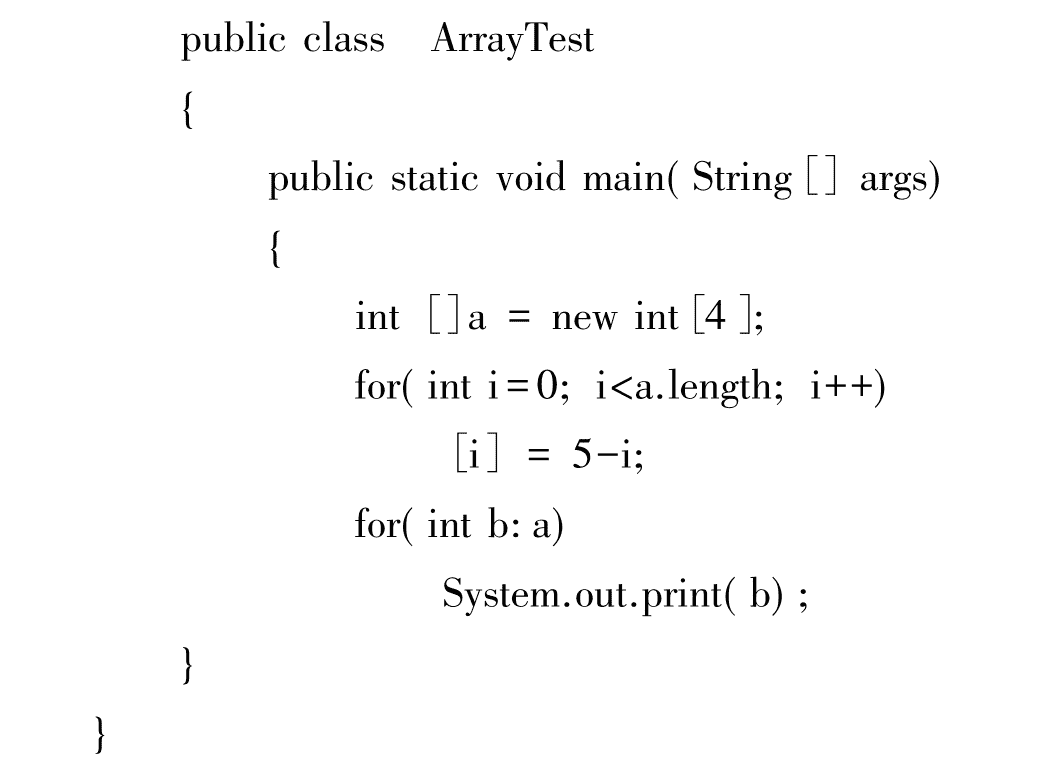 public class ArrayTest
{
public static void main( String [] args)
{
int []a = new int [4 ];
for( int i=0; i<a.length; i++)
[i] = 5-i;
for( int b: a)
System.out.print( b) ;
}
}